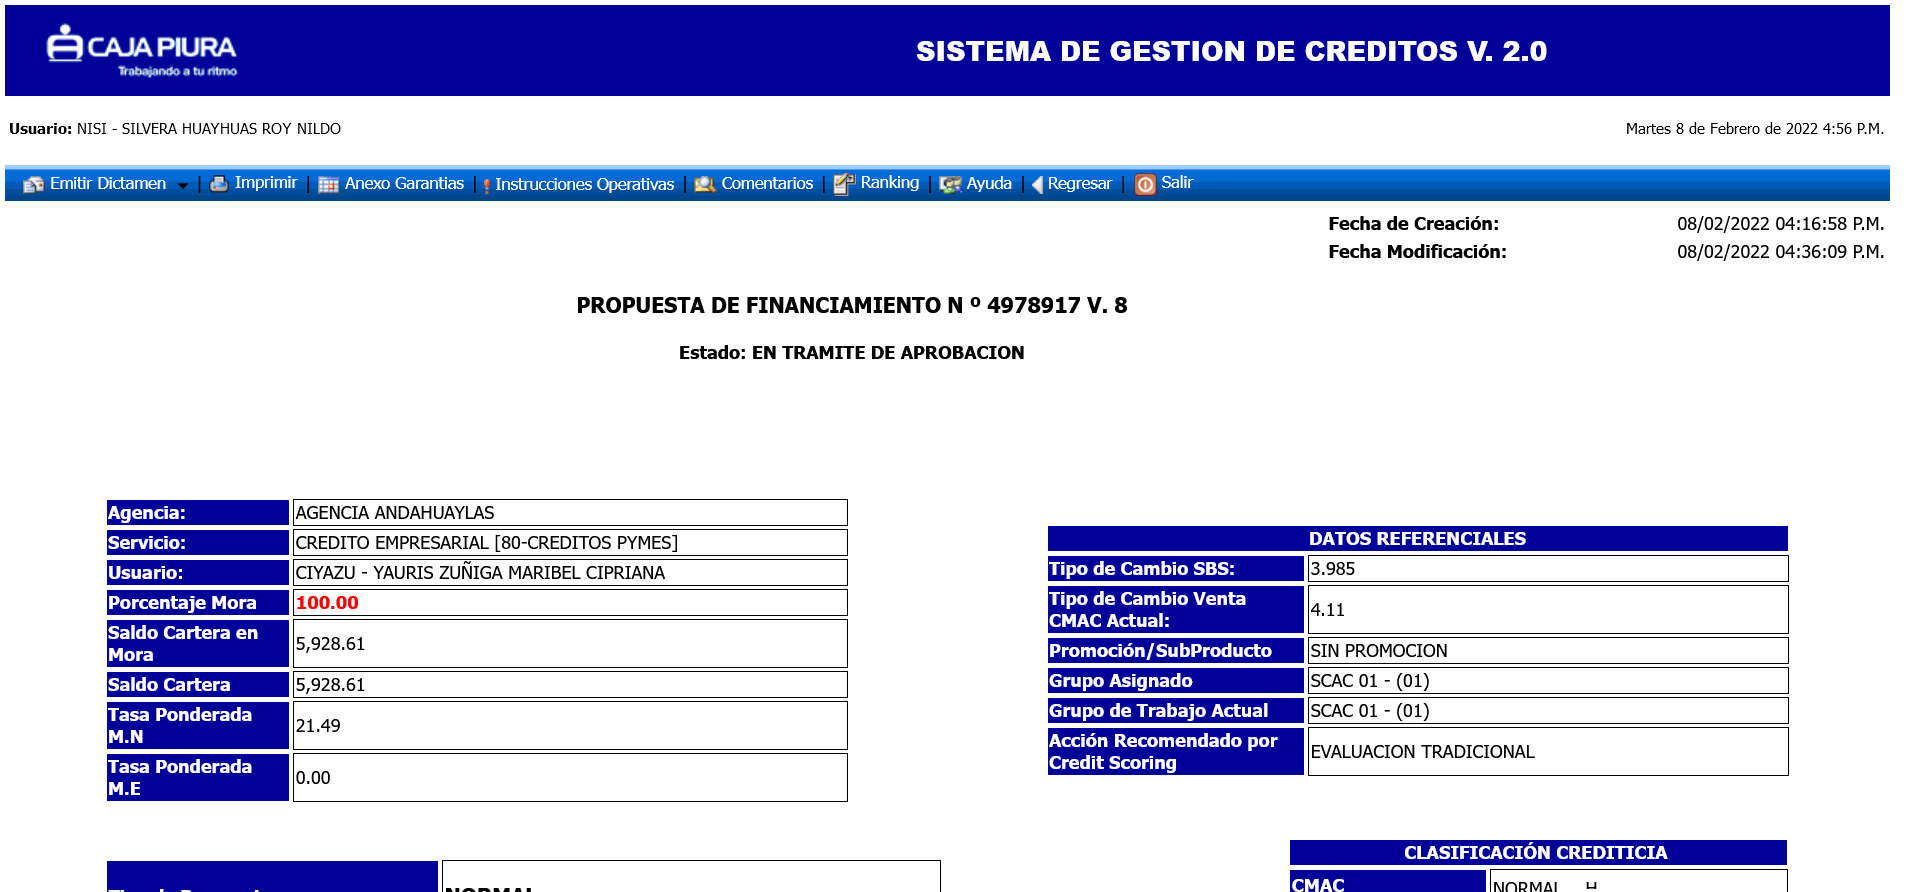 CAJA PIURA
Trabajando a tu ritmo
SISTEMA DE GESTION DE CREDITOS V. 2.0
Usuario: NISI - SILVERA HUAYHUAS ROY NILDO
Martes 8 de Febrero de 2022 4:56 P.M.
Emitir Dictamen | Imprimir | Anexo Garantias | Instrucciones Operativas | Comentarios | Ranking | Ayuda | Regresar | Salir
Fecha de Creación: 08/02/2022 04:16:58 P.M.
Fecha Modificación: 08/02/2022 04:36:09 P.M.
PROPUESTA DE FINANCIAMIENTO N º 4978917 V. 8
Estado: EN TRAMITE DE APROBACION
Agencia: AGENCIA ANDAHUAYLAS
Servicio: CREDITO EMPRESARIAL [80-CREDITOS PYMES]
Usuario: CIYAZU - YAURIS ZUÑIGA MARIBEL CIPRIANA
Porcentaje Mora 100.00
Saldo Cartera en
Mora
5,928.61
Saldo Cartera 5,928.61
Tasa Ponderada
M.N
21.49
Tasa Ponderada
M.E
0.00
DATOS REFERENCIALES
Tipo de Cambio SBS: 3.985
Tipo de Cambio Venta
CMAC Actual:
4.11
Promoción/SubProducto SIN PROMOCION
Grupo Asignado SCAC 01 - (01)
Grupo de Trabajo Actual SCAC 01 - (01)
Acción Recomendado por
Credit Scoring
EVALUACION TRADICIONAL
NORMAL
CLASIFICACIÓN CREDITICIA
CMAC NORMAL H